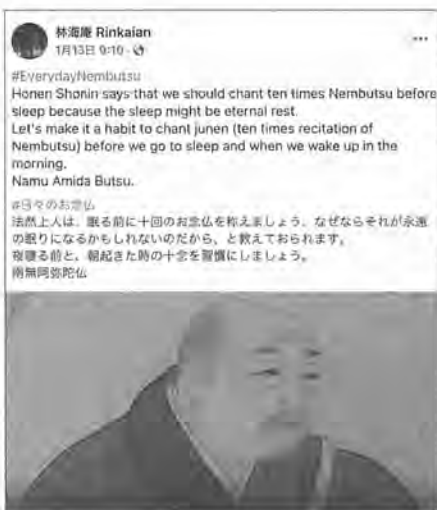 林海庵 Rinkaian
1月13日 9:10
#EverydayNembutsu
Honen Shonin says that we should chant ten times Nembutsu before
sleep because the sleep might be eternal rest.
Let's make it a habit to chant junen (ten times recitation of
Nembutsu) before we go to sleep and when we wake up in the
morning.
Namu Amida Butsu.
#日々のお念仏
法然上人は、眠る前に十回のお念仏を称えましょう、なぜならそれが永遠
の眠りになるかもしれないのだから、と教えておられます。
夜寝る前と、朝起きた時の十念を習慣にしましょう。
南無阿弥陀仏